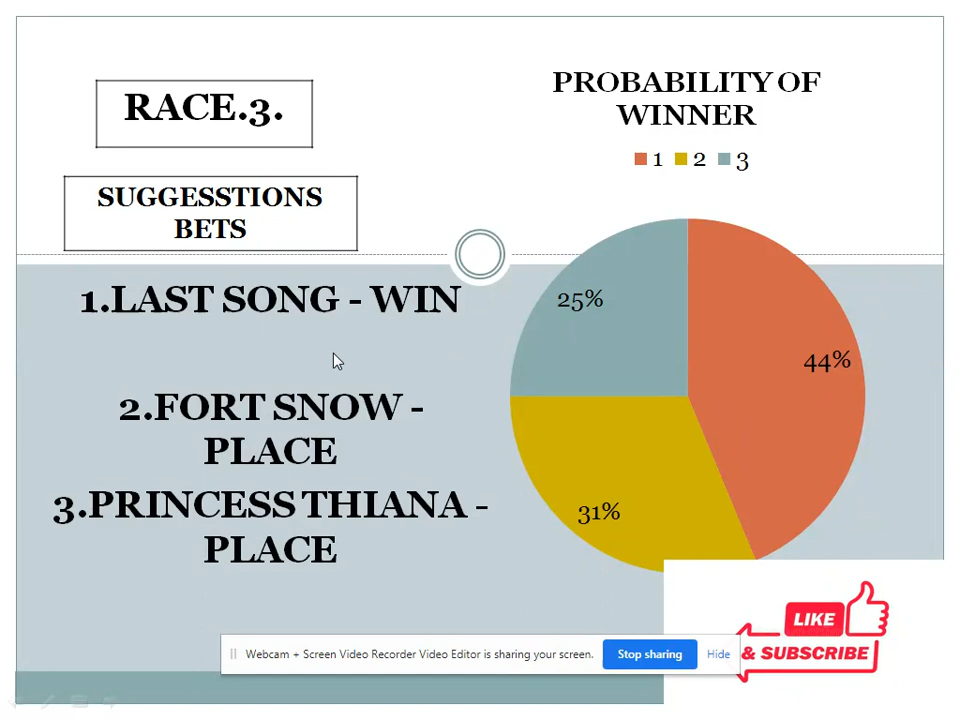 RACE.3.
SUGGESSTIONS
BETS
1.LAST SONG - WIN
2.FORT SNOW -
PLACE
3.PRINCESS THIANA -
PLACE
PROBABILITY OF
WINNER
1 2 3
25%
44%
31%
LIKE
& SUBSCRIBE
Webcam + Screen Video Recorder Video Editor is sharing your screen. Stop sharing Hide